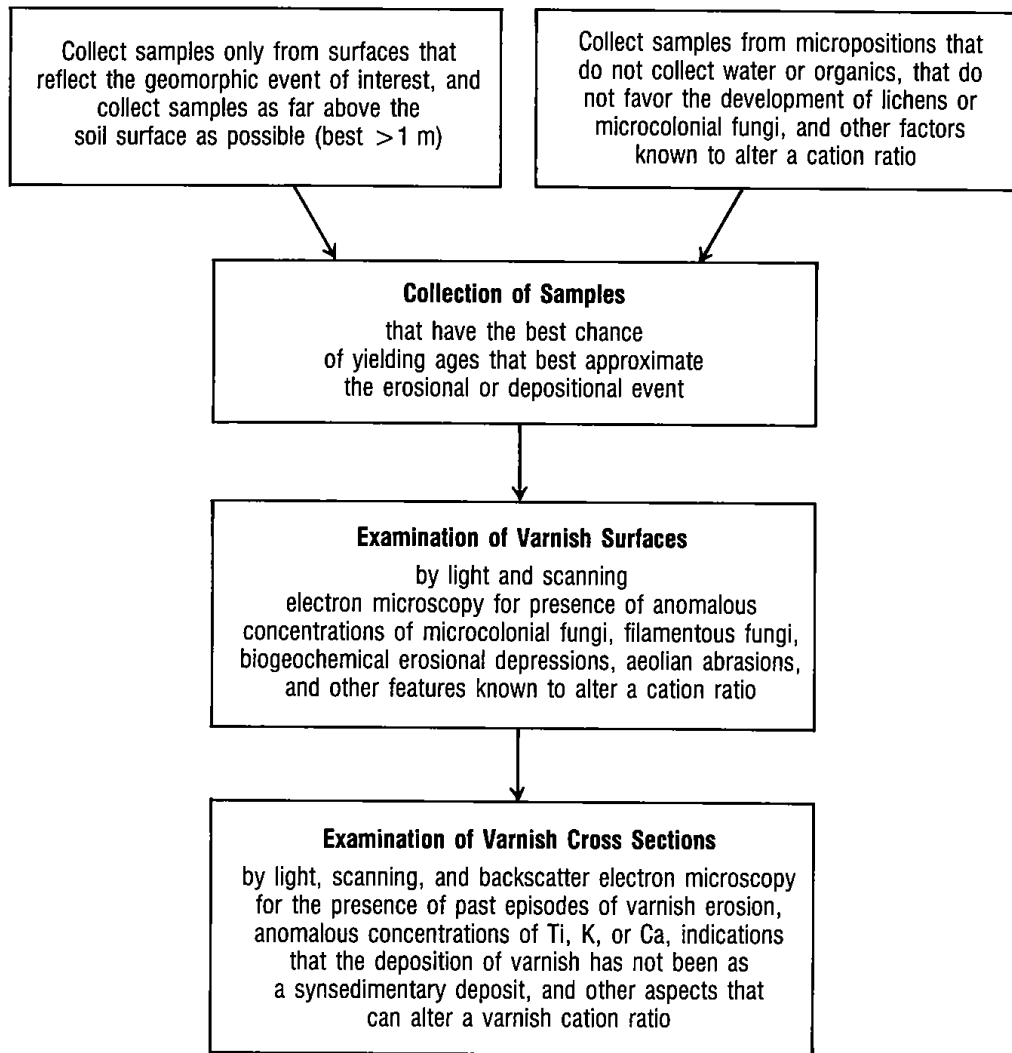 Collect samples only from surfaces that
reflect the geomorphic event of interest, and
collect samples as far above the
soil surface as possible (best >1 m)
Collect samples from micropositions that
do not collect water or organics, that do
not favor the development of lichens or
microcolonial fungi, and other factors
known to alter a cation ratio
Collection of Samples
that have the best chance
of yielding ages that best approximate
the erosional or depositional event
Examination of Varnish Surfaces
by light and scanning
electron microscopy for presence of anomalous
concentrations of microcolonial fungi, filamentous fungi,
biogeochemical erosional depressions, aeolian abrasions,
and other features known to alter a cation ratio
Examination of Varnish Cross Sections
by light, scanning, and backscatter electron microscopy
for the presence of past episodes of varnish erosion,
anomalous concentrations of Ti, K, or Ca, indications
that the deposition of varnish has not been as
a synsedimentary deposit, and other aspects that
can alter a varnish cation ratio